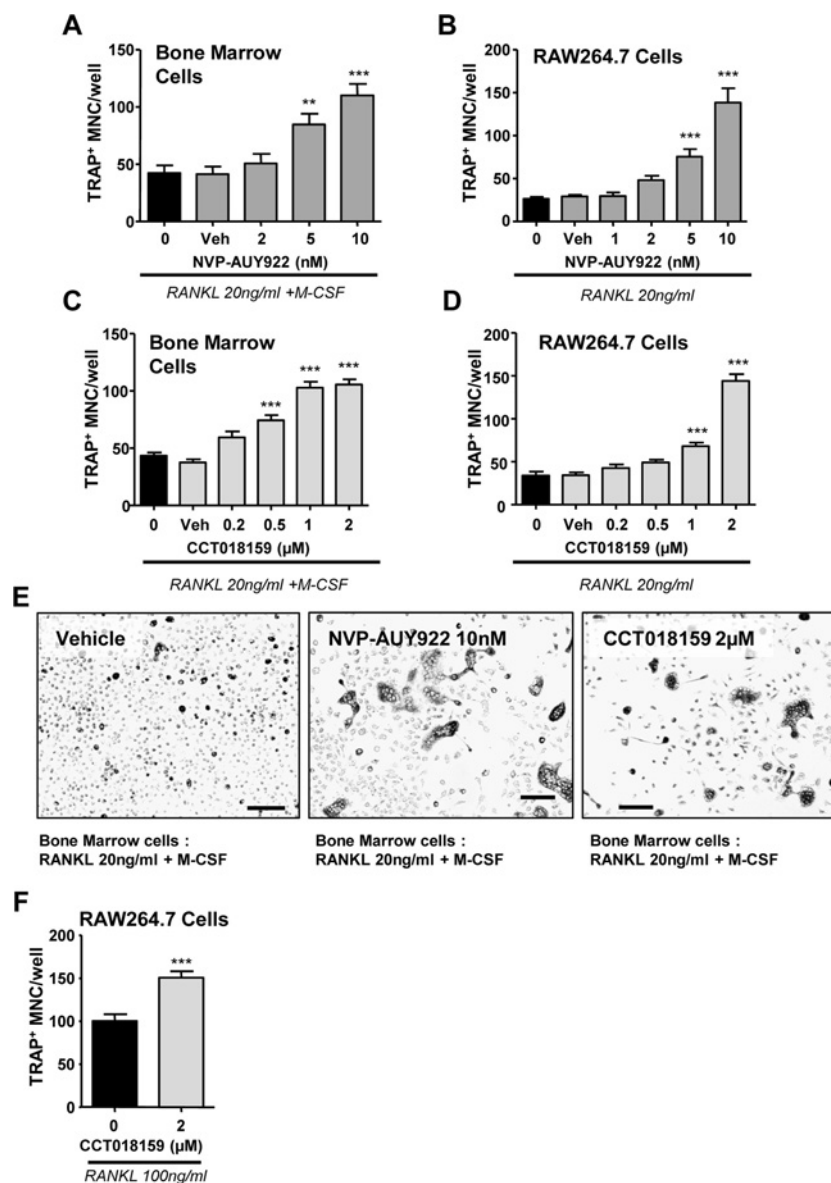 A
Bone Marrow
Cells
TRAP⁺ MNC/well
150
100
50
0
**
***
0 Veh 2 5 10
NVP-AUY922 (nM)
RANKL 20ng/ml +M-CSF
B
RAW264.7 Cells
TRAP⁺ MNC/well
200
150
100
50
0
***
***
0 Veh 1 2 5 10
NVP-AUY922 (nM)
RANKL 20ng/ml
C
Bone Marrow
Cells
TRAP⁺ MNC/well
150
100
50
0
***
***
***
0 Veh 0.2 0.5 1 2
CCT018159 (µM)
RANKL 20ng/ml +M-CSF
D
RAW264.7 Cells
TRAP⁺ MNC/well
200
150
100
50
0
***
***
0 Veh 0.2 0.5 1 2
CCT018159 (µM)
RANKL 20ng/ml
E
Vehicle
NVP-AUY922 10nM
CCT018159 2µM
Bone Marrow cells :
RANKL 20ng/ml + M-CSF
Bone Marrow cells :
RANKL 20ng/ml + M-CSF
Bone Marrow cells :
RANKL 20ng/ml + M-CSF
F
RAW264.7 Cells
TRAP⁺ MNC/well
200
150
100
50
0
***
0 2
CCT018159 (µM)
RANKL 100ng/ml